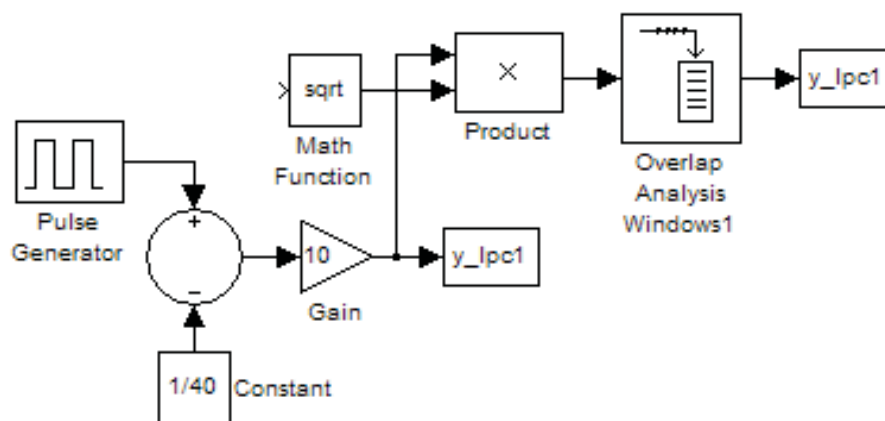 sqrt
Math
Function
×
Product
Overlap
Analysis
Windows1
y_lpc1
Pulse
Generator
+
−
10
Gain
y_lpc1
1/40
Constant